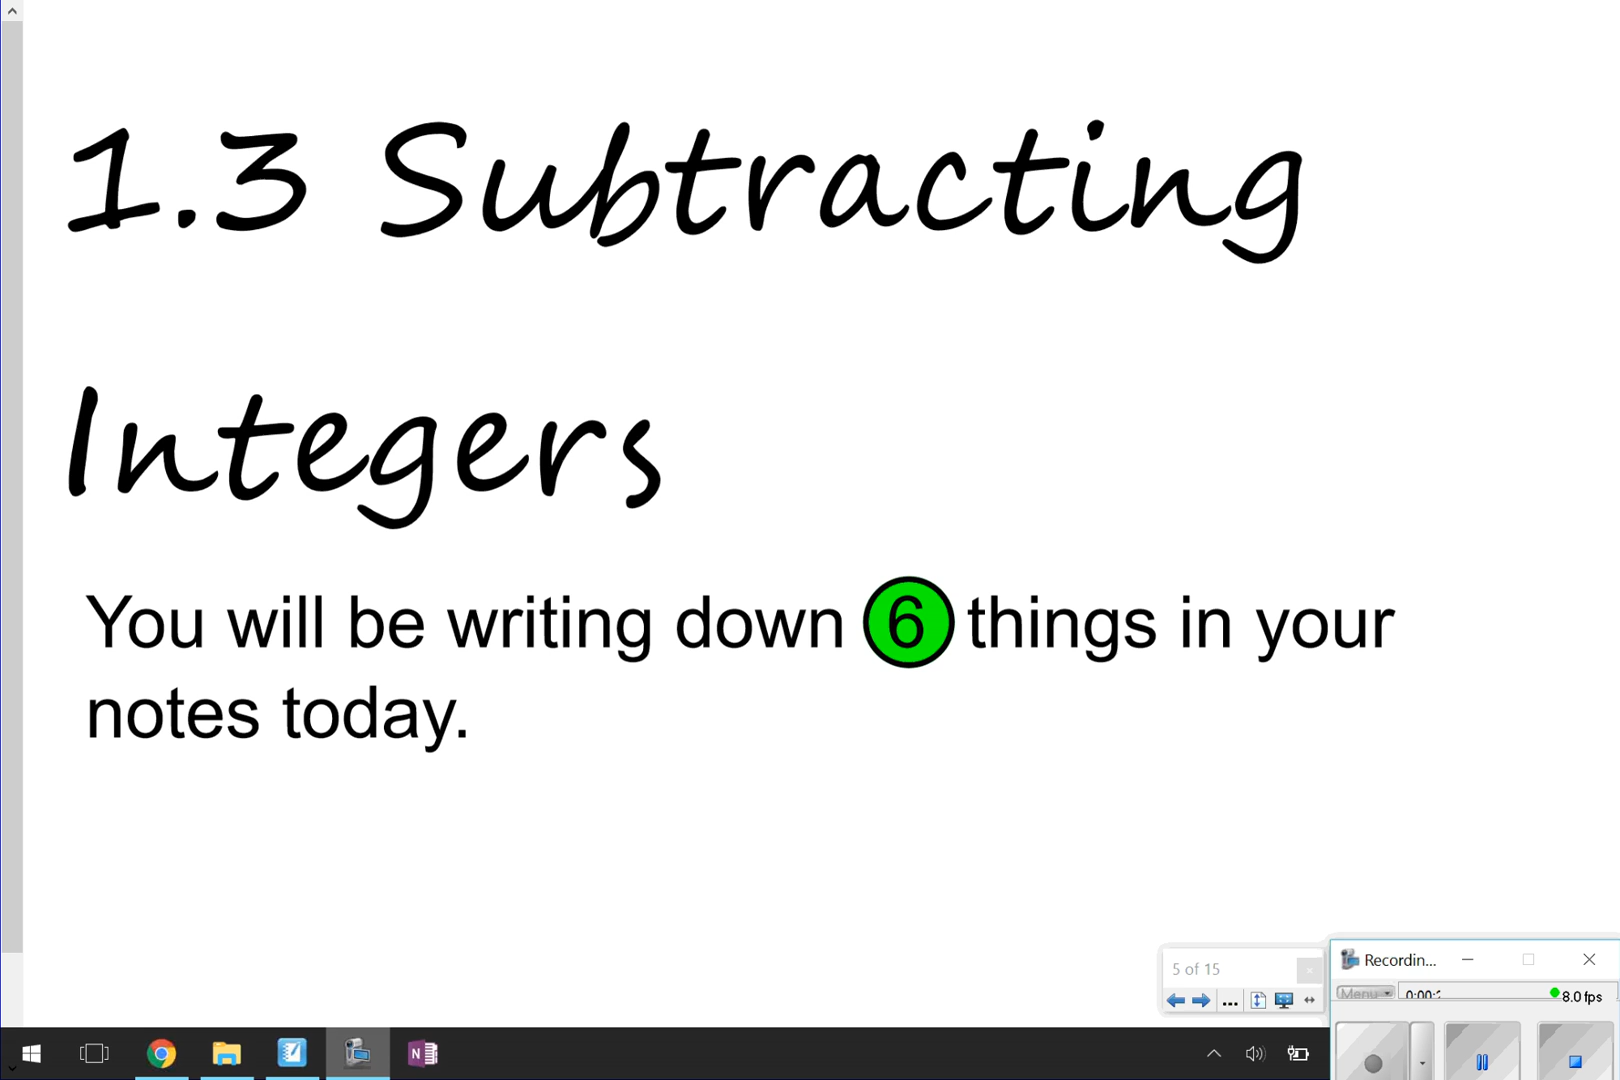 1.3 Subtracting
Integers
You will be writing down 6 things in your
notes today.
5 of 15
Recordin...
Menu
8.0 fps